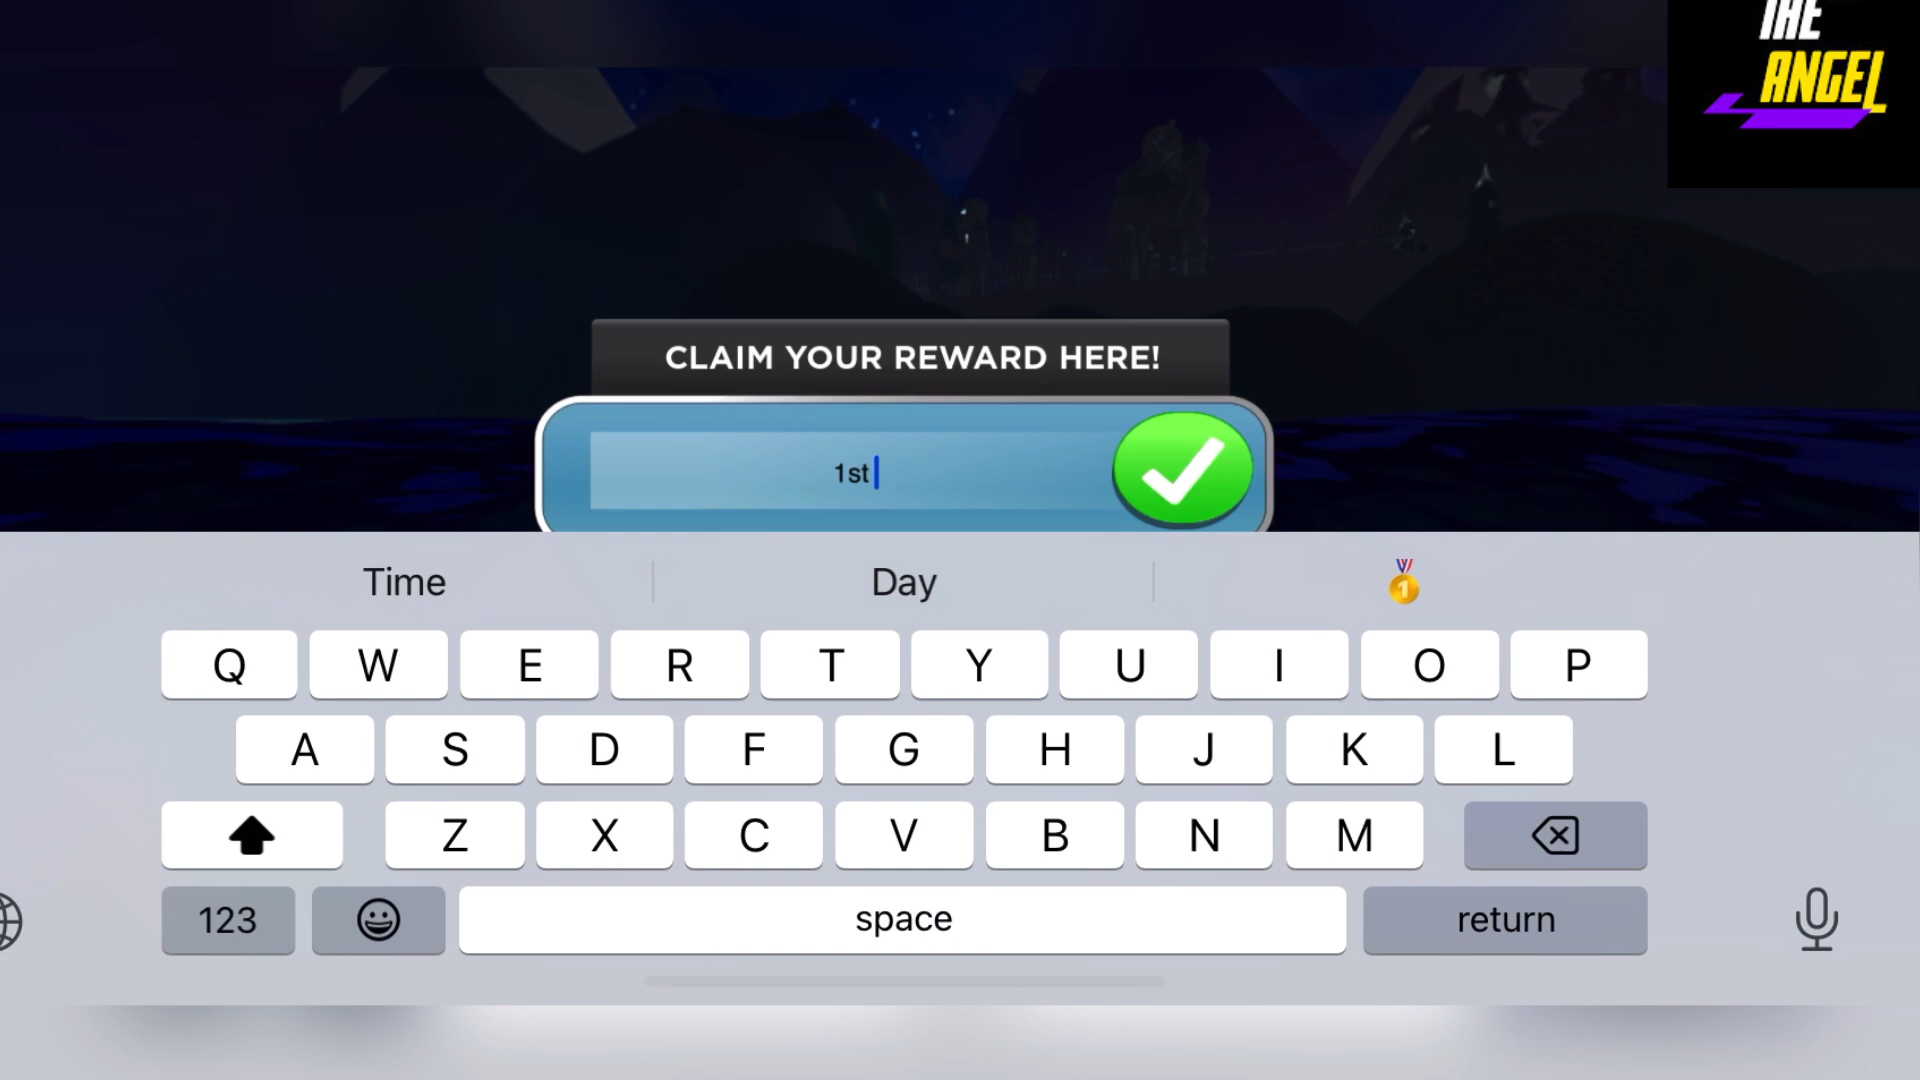 THE
ANGEL
CLAIM YOUR REWARD HERE!
1st
Time Day
Q W E R T Y U I O P
A S D F G H J K L
Z X C V B N M
123 space return